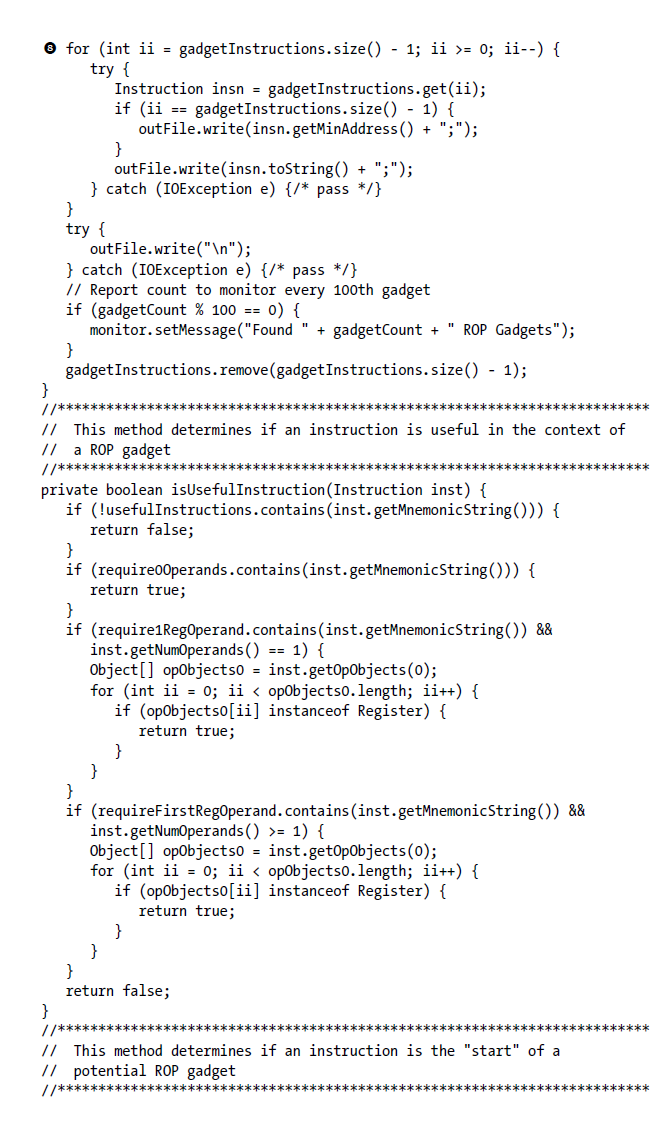 ❽ for (int ii = gadgetInstructions.size() - 1; ii >= 0; ii--) {
      try {
         Instruction insn = gadgetInstructions.get(ii);
         if (ii == gadgetInstructions.size() - 1) {
            outFile.write(insn.getMinAddress() + ";");
         }
         outFile.write(insn.toString() + ";");
      } catch (IOException e) {/* pass */}
   }
   try {
      outFile.write("\n");
   } catch (IOException e) {/* pass */}
   // Report count to monitor every 100th gadget
   if (gadgetCount % 100 == 0) {
      monitor.setMessage("Found " + gadgetCount + " ROP Gadgets");
   }
   gadgetInstructions.remove(gadgetInstructions.size() - 1);
}
//*************************************************************************
//  This method determines if an instruction is useful in the context of
//  a ROP gadget
//*************************************************************************
private boolean isUsefulInstruction(Instruction inst) {
   if (!usefulInstructions.contains(inst.getMnemonicString())) {
      return false;
   }
   if (require0Operands.contains(inst.getMnemonicString())) {
      return true;
   }
   if (require1RegOperand.contains(inst.getMnemonicString()) &&
      inst.getNumOperands() == 1) {
      Object[] opObjects0 = inst.getOpObjects(0);
      for (int ii = 0; ii < opObjects0.length; ii++) {
         if (opObjects0[ii] instanceof Register) {
            return true;
         }
      }
   }
   if (requireFirstRegOperand.contains(inst.getMnemonicString()) &&
      inst.getNumOperands() >= 1) {
      Object[] opObjects0 = inst.getOpObjects(0);
      for (int ii = 0; ii < opObjects0.length; ii++) {
         if (opObjects0[ii] instanceof Register) {
            return true;
         }
      }
   }
   return false;
}
//*************************************************************************
//  This method determines if an instruction is the "start" of a
//  potential ROP gadget
//*************************************************************************